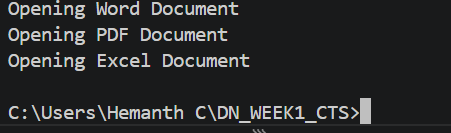 Opening Word Document
Opening PDF Document
Opening Excel Document
C:\Users\Hemanth C\DN_WEEK1_CTS>